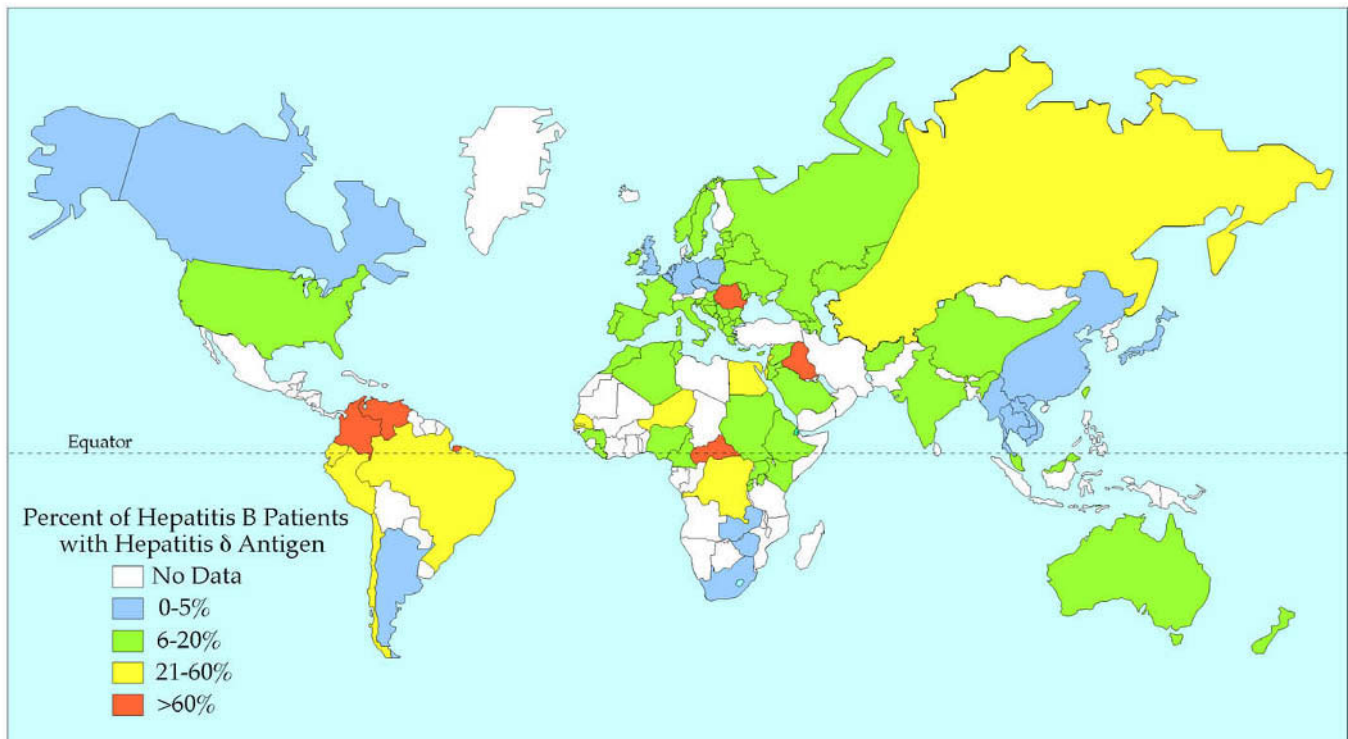 Equator
Percent of Hepatitis B Patients
with Hepatitis δ Antigen
No Data
0-5%
6-20%
21-60%
>60%